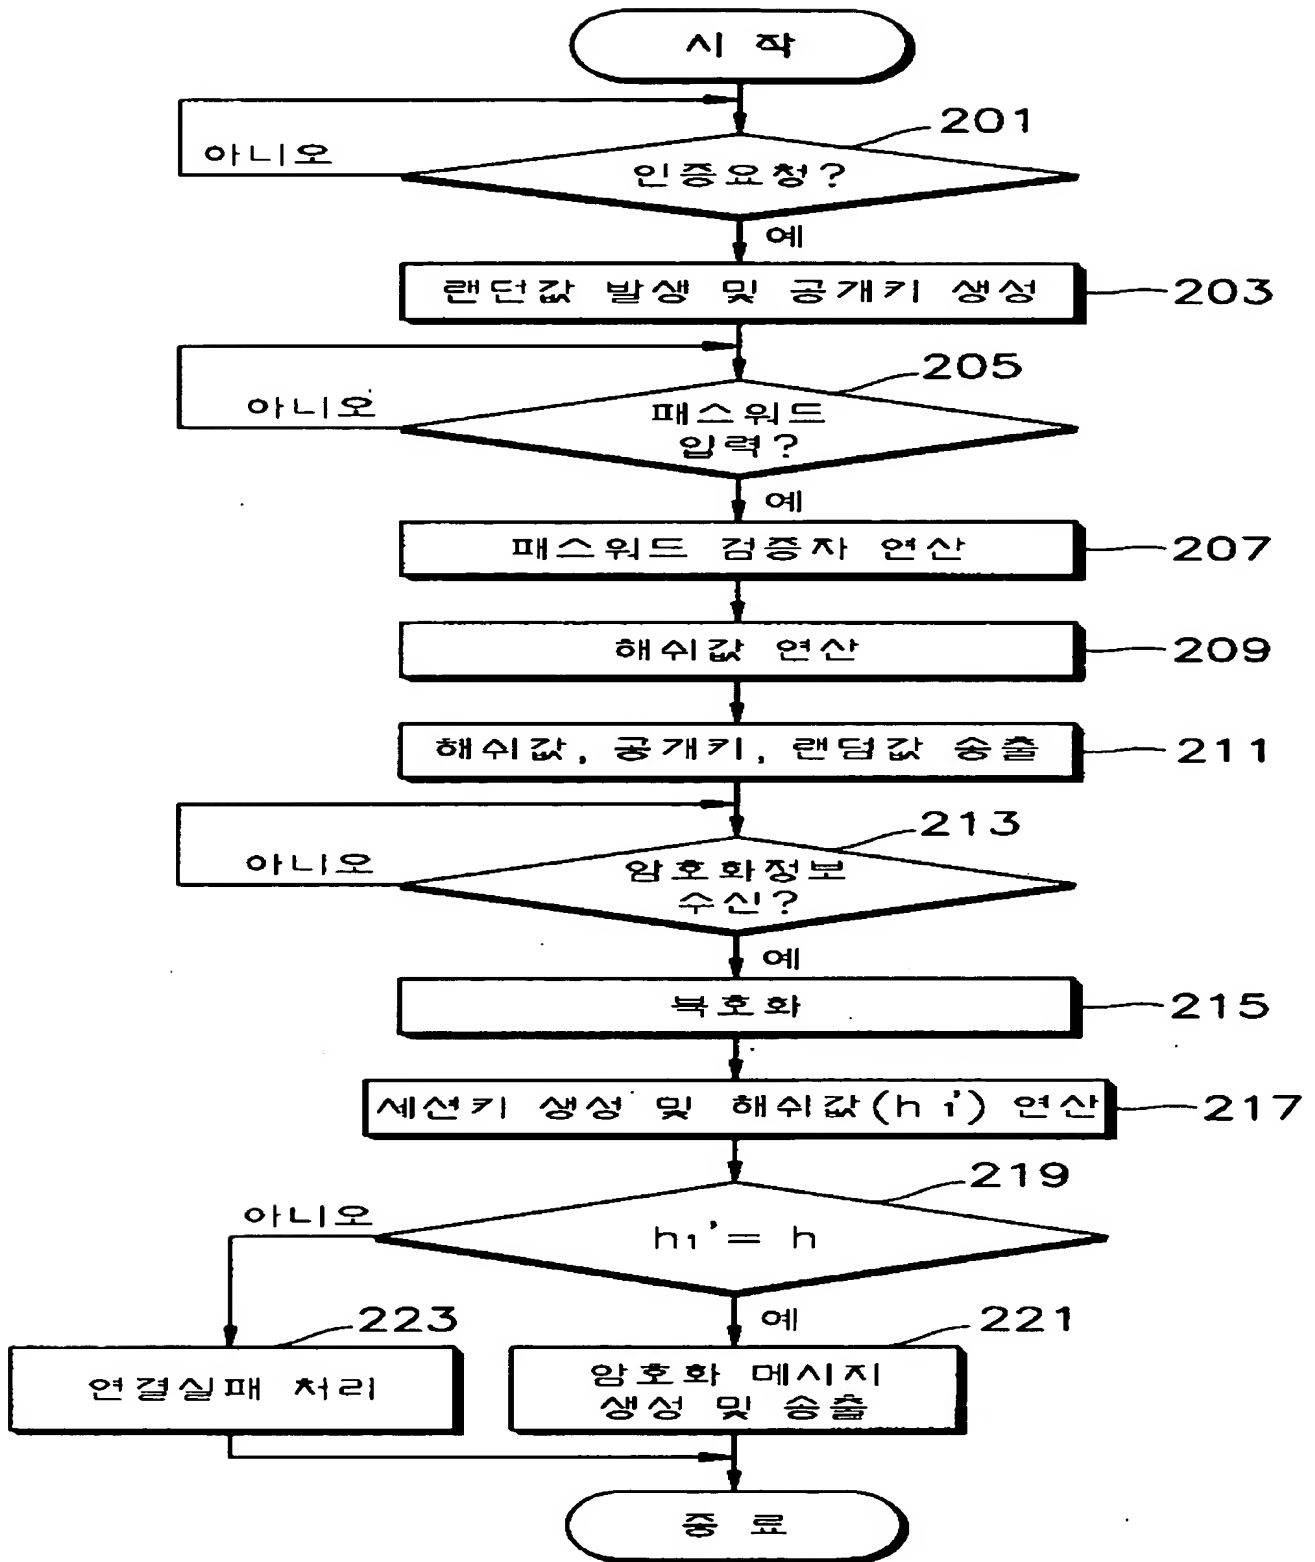 시 작
201
아니오
인증요청?
예
랜던값 발생 및 공개키 생성
203
205
아니오
패스워드
입력?
예
패스워드 검증자 연산
207
해쉬값 연산
209
해쉬값, 공개키, 랜덤값 송출
211
213
아니오
암호화정보
수신?
예
복호화
215
세션키 생성 및 해쉬값(h1') 연산
217
219
아니오
h1'= h
예
223
221
연결실패 처리
암호화 메시지
생성 및 송출
종 료